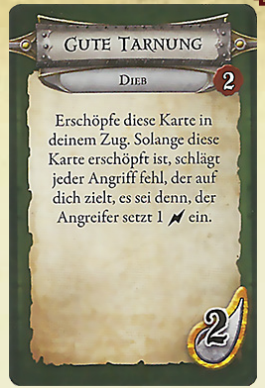 Gute Tarnung
Dieb
2
Erschöpfe diese Karte in
deinem Zug. Solange diese
Karte erschöpft ist, schlägt
jeder Angriff fehl, der auf
dich zielt, es sei denn, der
Angreifer setzt 1 ein.
2